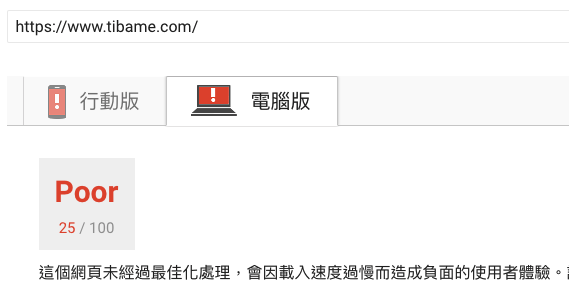 https://www.tibame.com/
行動版
電腦版
Poor
25 / 100
這個網頁未經過最佳化處理，會因載入速度過慢而造成負面的使用者體驗。